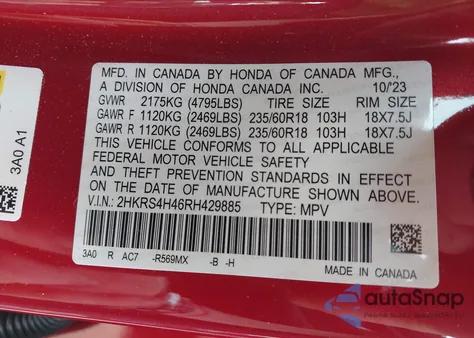 MFD. IN CANADA BY HONDA OF CANADA MFG.,
A DIVISION OF HONDA CANADA INC. 10/'23
GVWR 2175KG (4795LBS) TIRE SIZE RIM SIZE
GAWR F 1120KG (2469LBS) 235/60R18 103H 18X7.5J
GAWR R 1120KG (2469LBS) 235/60R18 103H 18X7.5J
THIS VEHICLE CONFORMS TO ALL APPLICABLE
FEDERAL MOTOR VEHICLE SAFETY
AND THEFT PREVENTION STANDARDS IN EFFECT
ON THE DATE OF MANUFACTURE SHOWN ABOVE.
V.I.N.: 2HKRS4H46RH429885 TYPE: MPV
3A0 R AC7 -R569MX -B -H
MADE IN CANADA
3A0 A1
autoSnap